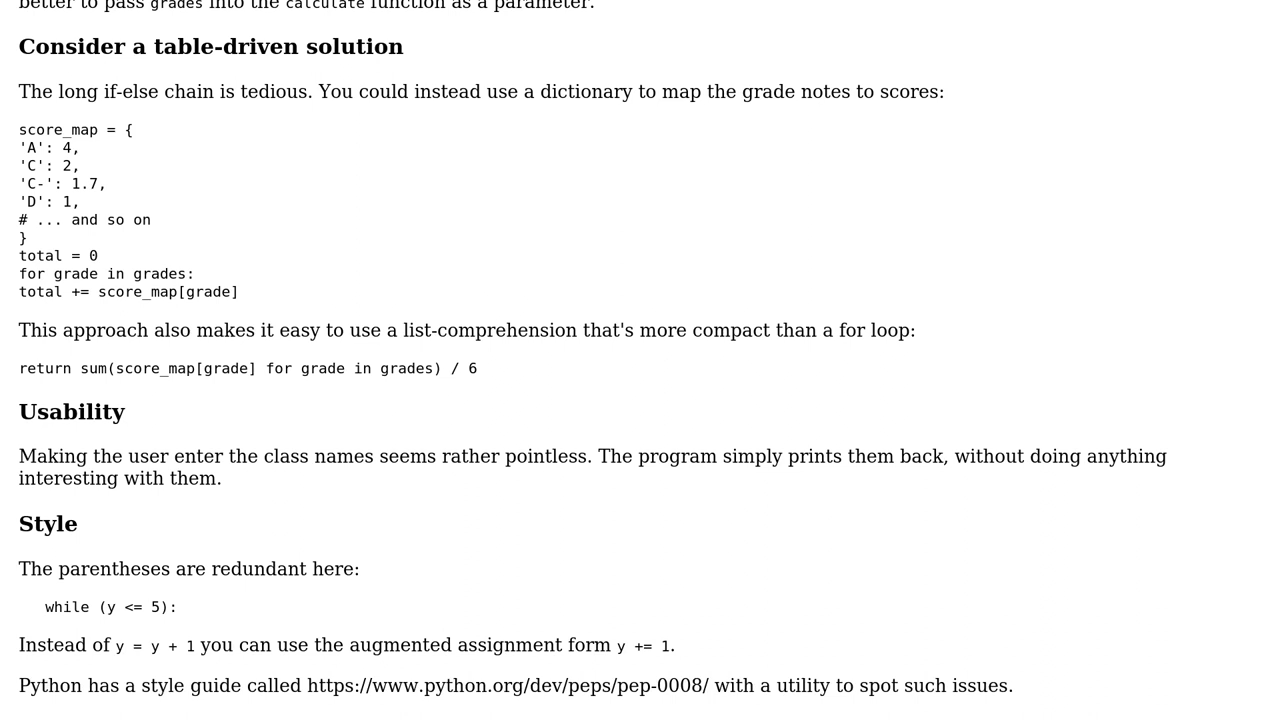 better to pass grades into the calculate function as a parameter.
Consider a table-driven solution
The long if-else chain is tedious. You could instead use a dictionary to map the grade notes to scores:
score_map = {
'A': 4,
'C': 2,
'C-': 1.7,
'D': 1,
# ... and so on
}
total = 0
for grade in grades:
total += score_map[grade]
This approach also makes it easy to use a list-comprehension that's more compact than a for loop:
return sum(score_map[grade] for grade in grades) / 6
Usability
Making the user enter the class names seems rather pointless. The program simply prints them back, without doing anything
interesting with them.
Style
The parentheses are redundant here:
   while (y <= 5):
Instead of y = y + 1 you can use the augmented assignment form y += 1.
Python has a style guide called https://www.python.org/dev/peps/pep-0008/ with a utility to spot such issues.